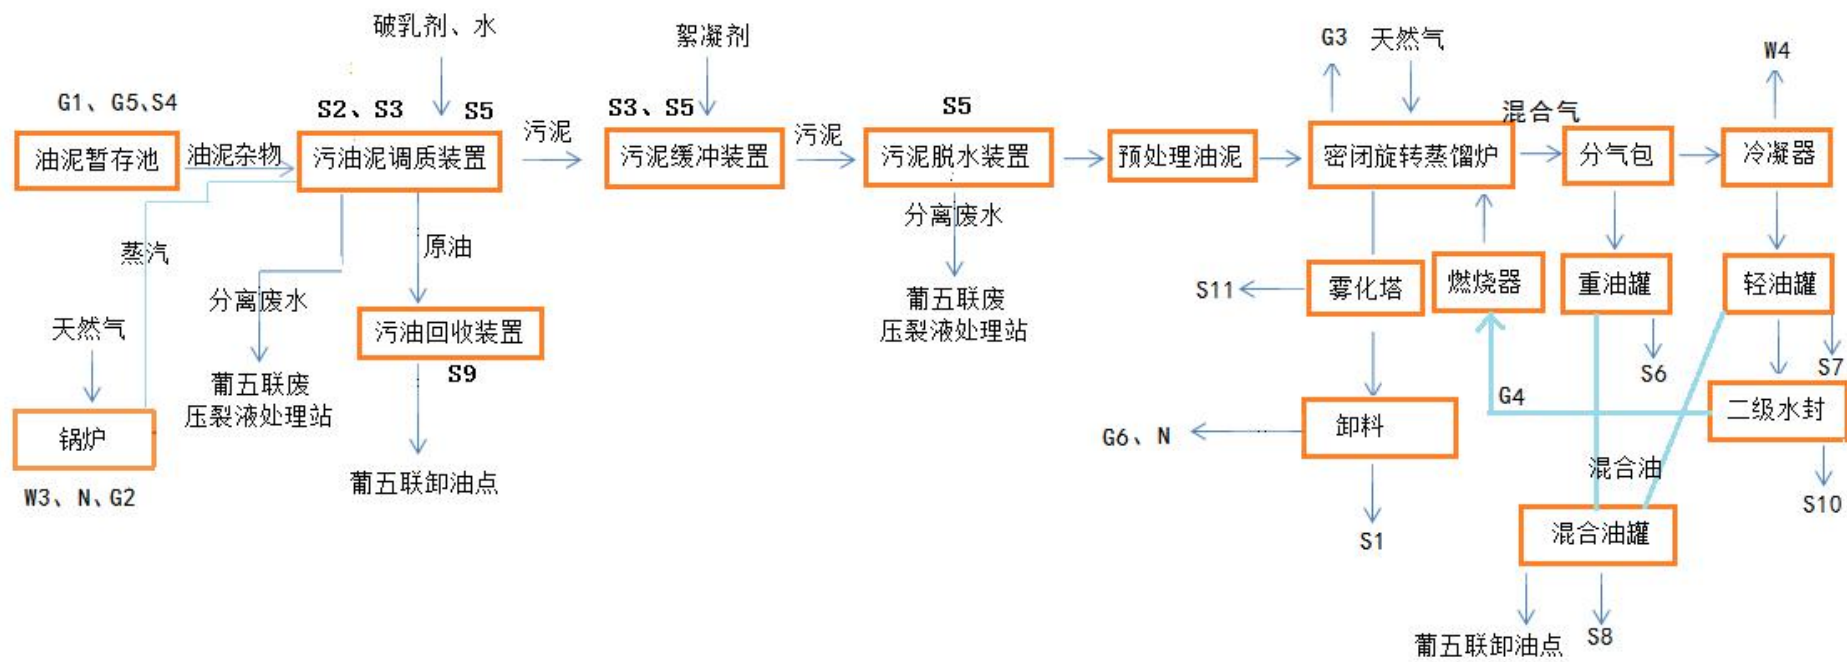 破乳剂、水
絮凝剂
G3
天然气
W4
G1、G5、S4
S2、S3
S5
S3、S5
S5
混合气
油泥暂存池
油泥杂物
污油泥调质装置
污泥
污泥缓冲装置
污泥
污泥脱水装置
预处理油泥
密闭旋转蒸馏炉
分气包
冷凝器
蒸汽
原油
分离废水
分离废水
葡五联废
压裂液处理站
S11
雾化塔
燃烧器
重油罐
轻油罐
天然气
污油回收装置
S9
葡五联废
压裂液处理站
S6
S7
锅炉
G4
二级水封
G6、N
卸料
W3、N、G2
葡五联卸油点
混合油
S10
S1
混合油罐
葡五联卸油点
S8